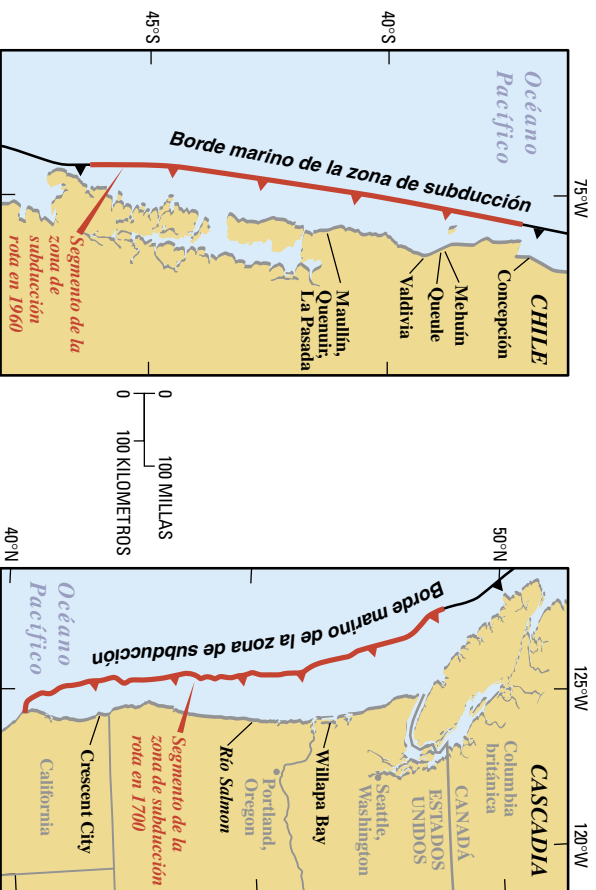 CHILE
Océano
Pacífico
75°W
40°S
45°S
Borde marino de la zona de subducción
Concepción
Mehuín
Queule
Valdivia
Maullín,
Quenuir,
La Pasada
Segmento de la
zona de
subducción
rota en 1960
0 100 MILLAS
0 100 KILOMETROS
CASCADIA
125°W
120°W
50°N
40°N
Columbia
británica
CANADÁ
ESTADOS
UNIDOS
Seattle,
Washington
Willapa Bay
Portland,
Oregon
Río Salmon
Borde marino de la zona de subducción
Segmento de la
zona de subducción
rota en 1700
Crescent City
California
Océano
Pacífico